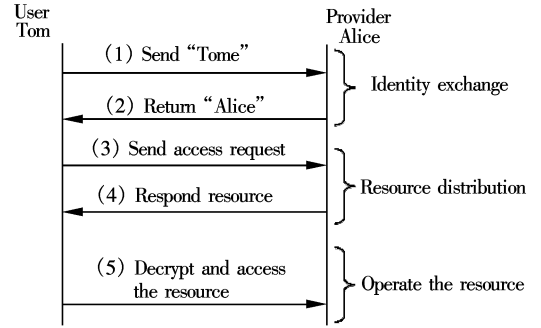 User
Tom
Provider
Alice
(1) Send “Tome”
(2) Return “Alice”
Identity exchange
(3) Send access request
(4) Respond resource
Resource distribution
(5) Decrypt and access
the resource
Operate the resource